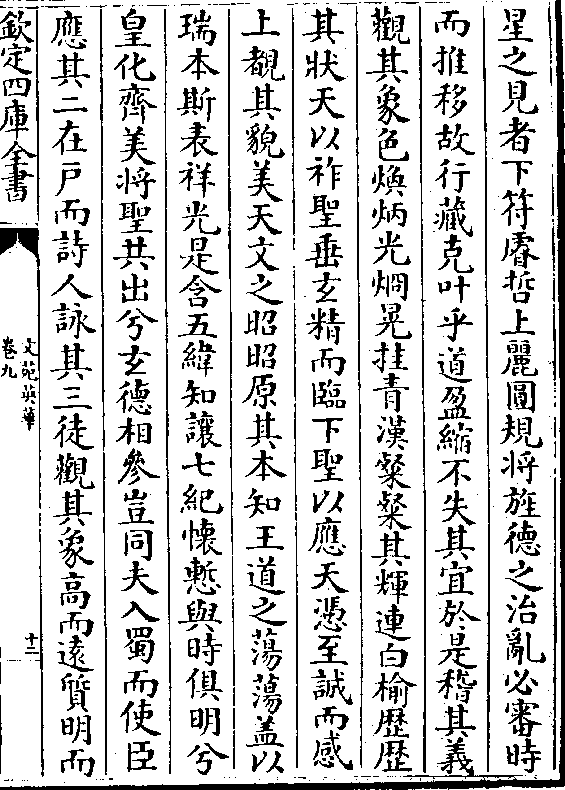 星之見者下符睿哲上麗圓規将旌德之治亂必審時
而推移故行藏克叶乎道盈縮不失其宜於是稽其義
觀其象色煥炳光烱晃挂青漢粲粲其輝連白榆歴歴
其狀天以祚聖垂玄精而臨下聖以應天憑至誠而感
上覩其貌美天文之昭昭原其本知王道之蕩蕩盖以
瑞本斯表祥光是含五緯知讓七紀懷慙與時俱明兮
皇化齊美将聖共出兮玄德相參豈同夫入蜀而使臣
應其二在戸而詩人詠其三徒觀其象高而遠質明而
欽定四庫全書
文苑英華
卷九
十二